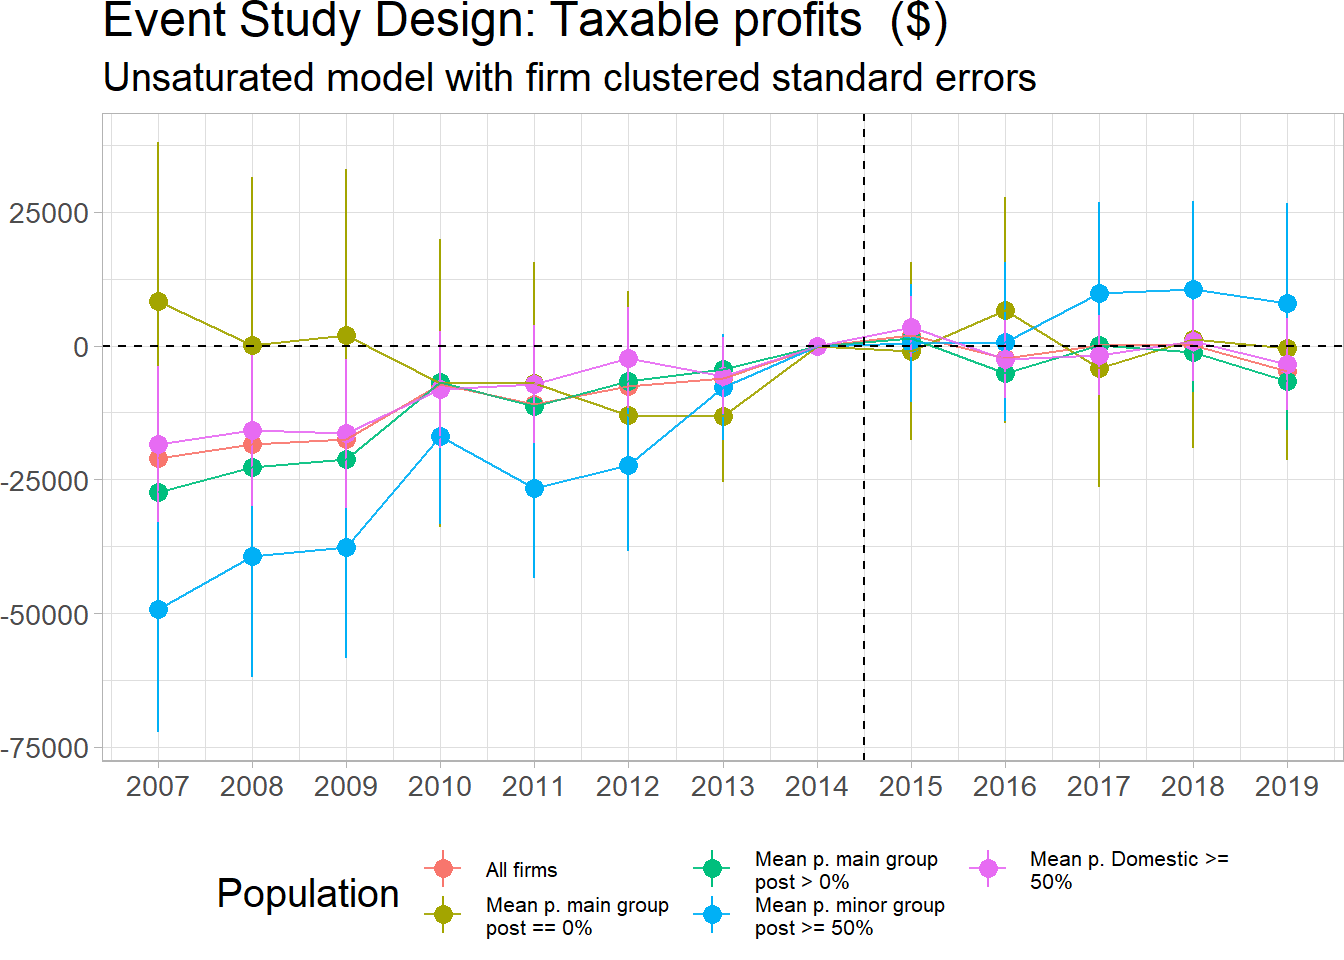 Event Study Design: Taxable profits  ($)
Unsaturated model with firm clustered standard errors
25000
0
-25000
-50000
-75000
2007 2008 2009 2010 2011 2012 2013 2014 2015 2016 2017 2018 2019
Population
All firms
Mean p. main group
post == 0%
Mean p. main group
post > 0%
Mean p. minor group
post >= 50%
Mean p. Domestic >=
50%